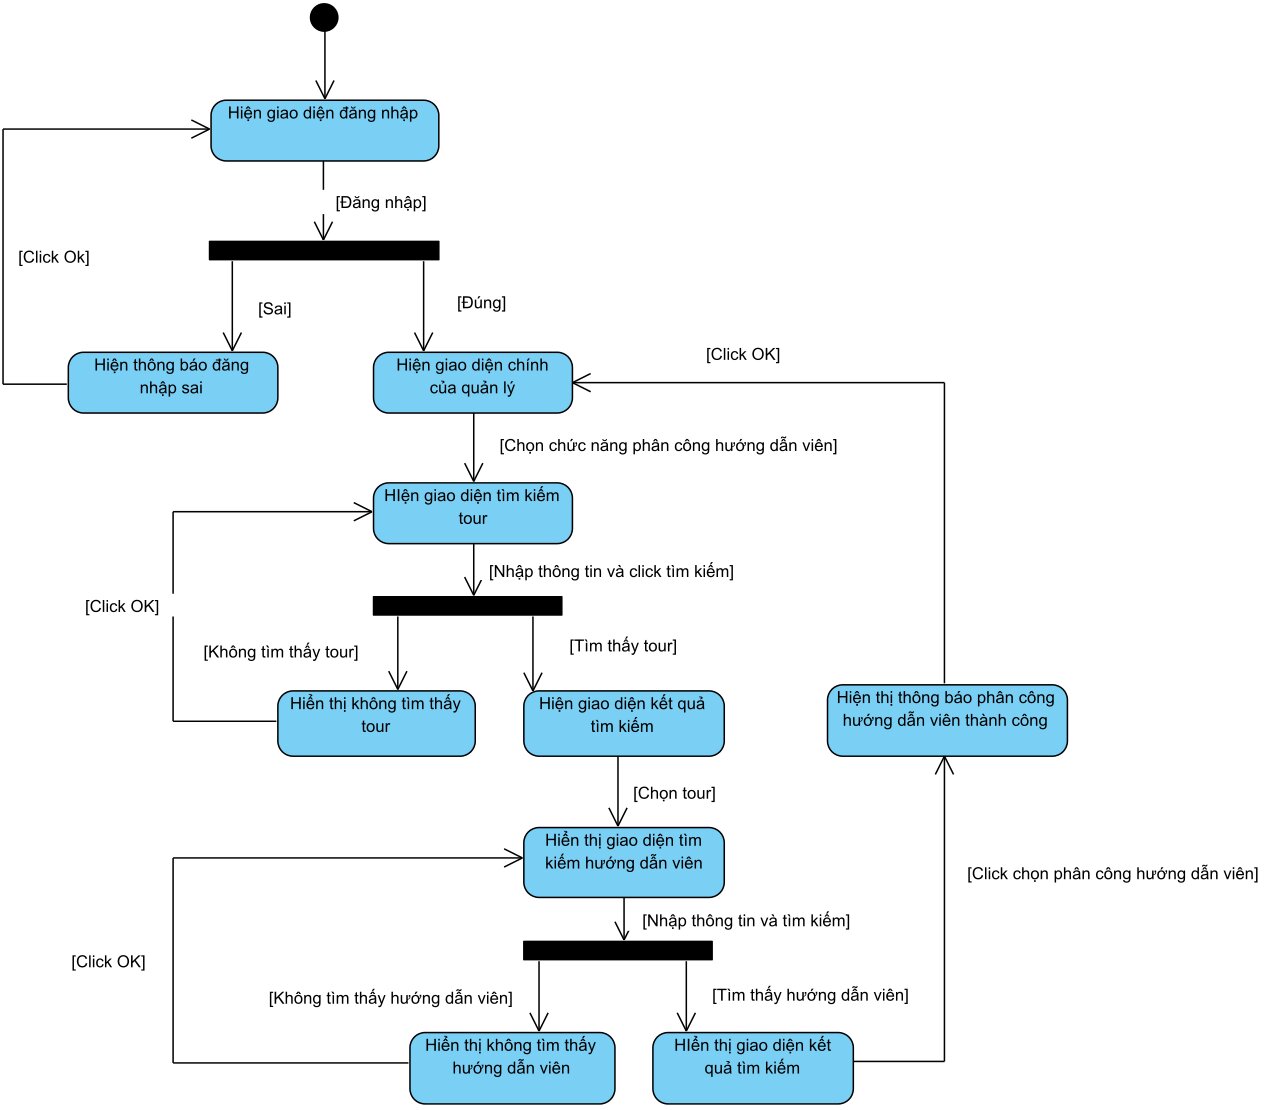 Hiện giao diện đăng nhập
[Đăng nhập]
[Click Ok]
[Sai]
[Đúng]
Hiện thông báo đăng
nhập sai
Hiện giao diện chính
của quản lý
[Click OK]
[Chọn chức năng phân công hướng dẫn viên]
HIện giao diện tìm kiếm
tour
[Nhập thông tin và click tìm kiếm]
[Click OK]
[Không tìm thấy tour]
[Tìm thấy tour]
Hiển thị không tìm thấy
tour
Hiện giao diện kết quả
tìm kiếm
Hiện thị thông báo phân công
hướng dẫn viên thành công
[Chọn tour]
Hiển thị giao diện tìm
kiếm hướng dẫn viên
[Click chọn phân công hướng dẫn viên]
[Nhập thông tin và tìm kiếm]
[Click OK]
[Không tìm thấy hướng dẫn viên]
[Tìm thấy hướng dẫn viên]
Hiển thị không tìm thấy
hướng dẫn viên
HIển thị giao diện kết
quả tìm kiếm